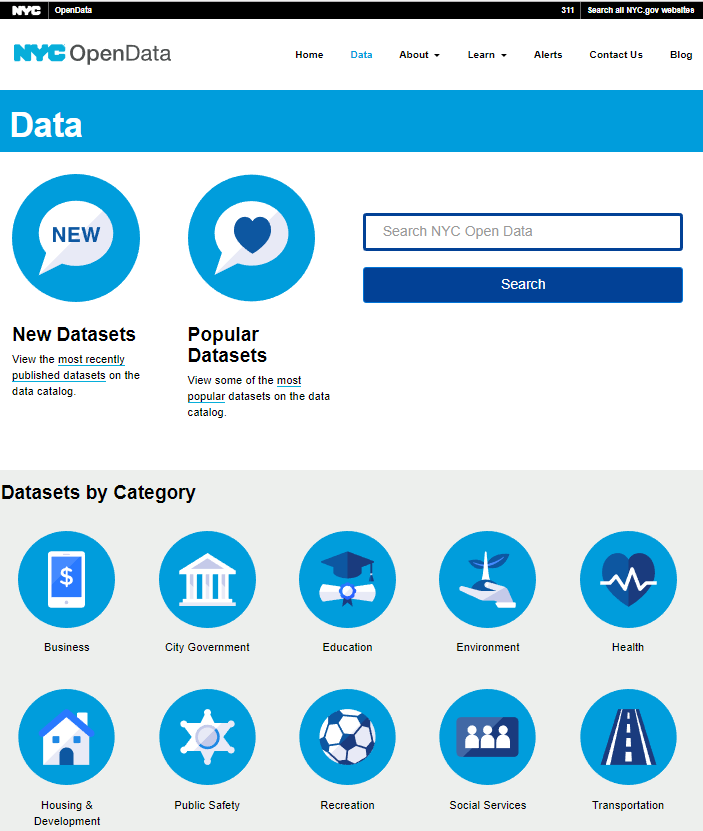 NYC OpenData 311 Search all NYC.gov websites
NYC OpenData Home Data About Learn Alerts Contact Us Blog
Data
NEW
Search NYC Open Data
Search
New Datasets
View the most recently
published datasets on the
data catalog.
Popular
Datasets
View some of the most
popular datasets on the data
catalog.
Datasets by Category
$
Business City Government Education Environment Health
Housing & Public Safety Recreation Social Services Transportation
Development